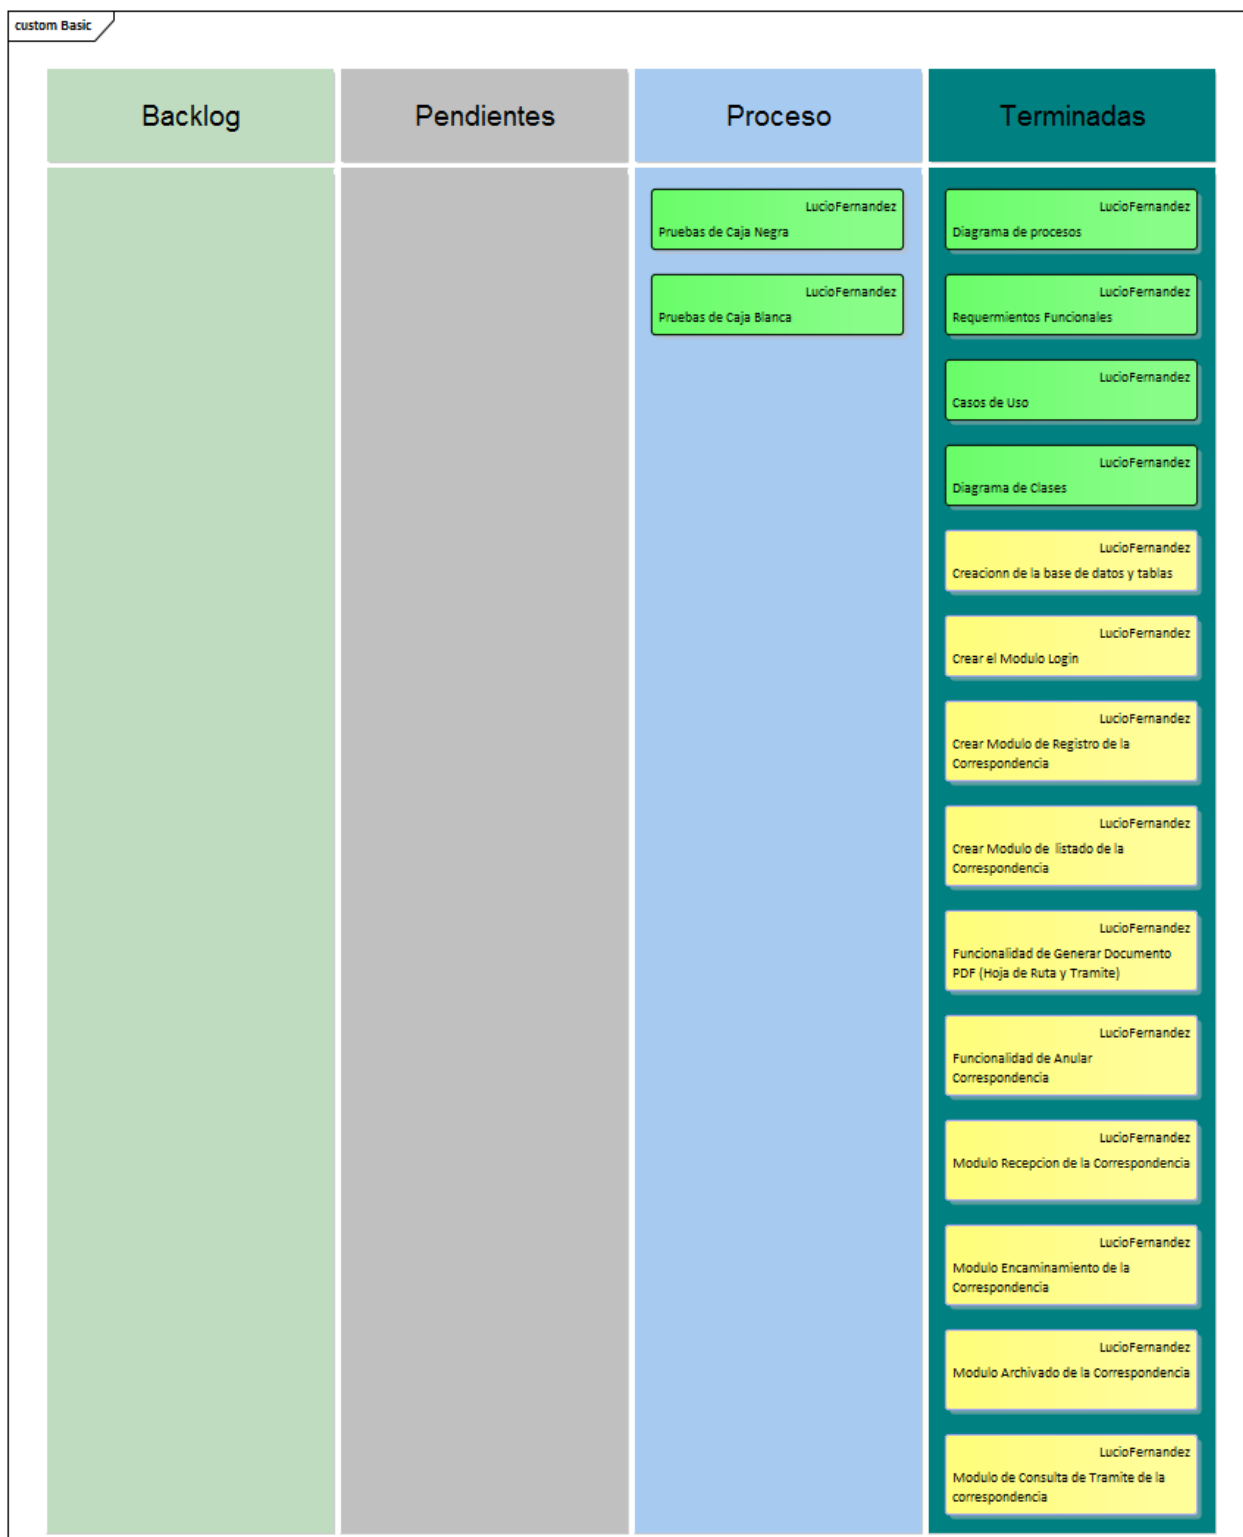 custom Basic
Backlog
Pendientes
Proceso
Terminadas
LucioFernandez
Pruebas de Caja Negra
LucioFernandez
Pruebas de Caja Blanca
LucioFernandez
Diagrama de procesos
LucioFernandez
Requermientos Funcionales
LucioFernandez
Casos de Uso
LucioFernandez
Diagrama de Clases
LucioFernandez
Creacionn de la base de datos y tablas
LucioFernandez
Crear el Modulo Login
LucioFernandez
Crear Modulo de Registro de la
Correspondencia
LucioFernandez
Crear Modulo de listado de la
Correspondencia
LucioFernandez
Funcionalidad de Generar Documento
PDF (Hoja de Ruta y Tramite)
LucioFernandez
Funcionalidad de Anular
Correspondencia
LucioFernandez
Modulo Recepcion de la Correspondencia
LucioFernandez
Modulo Encaminamiento de la
Correspondencia
LucioFernandez
Modulo Archivado de la Correspondencia
LucioFernandez
Modulo de Consulta de Tramite de la
correspondencia